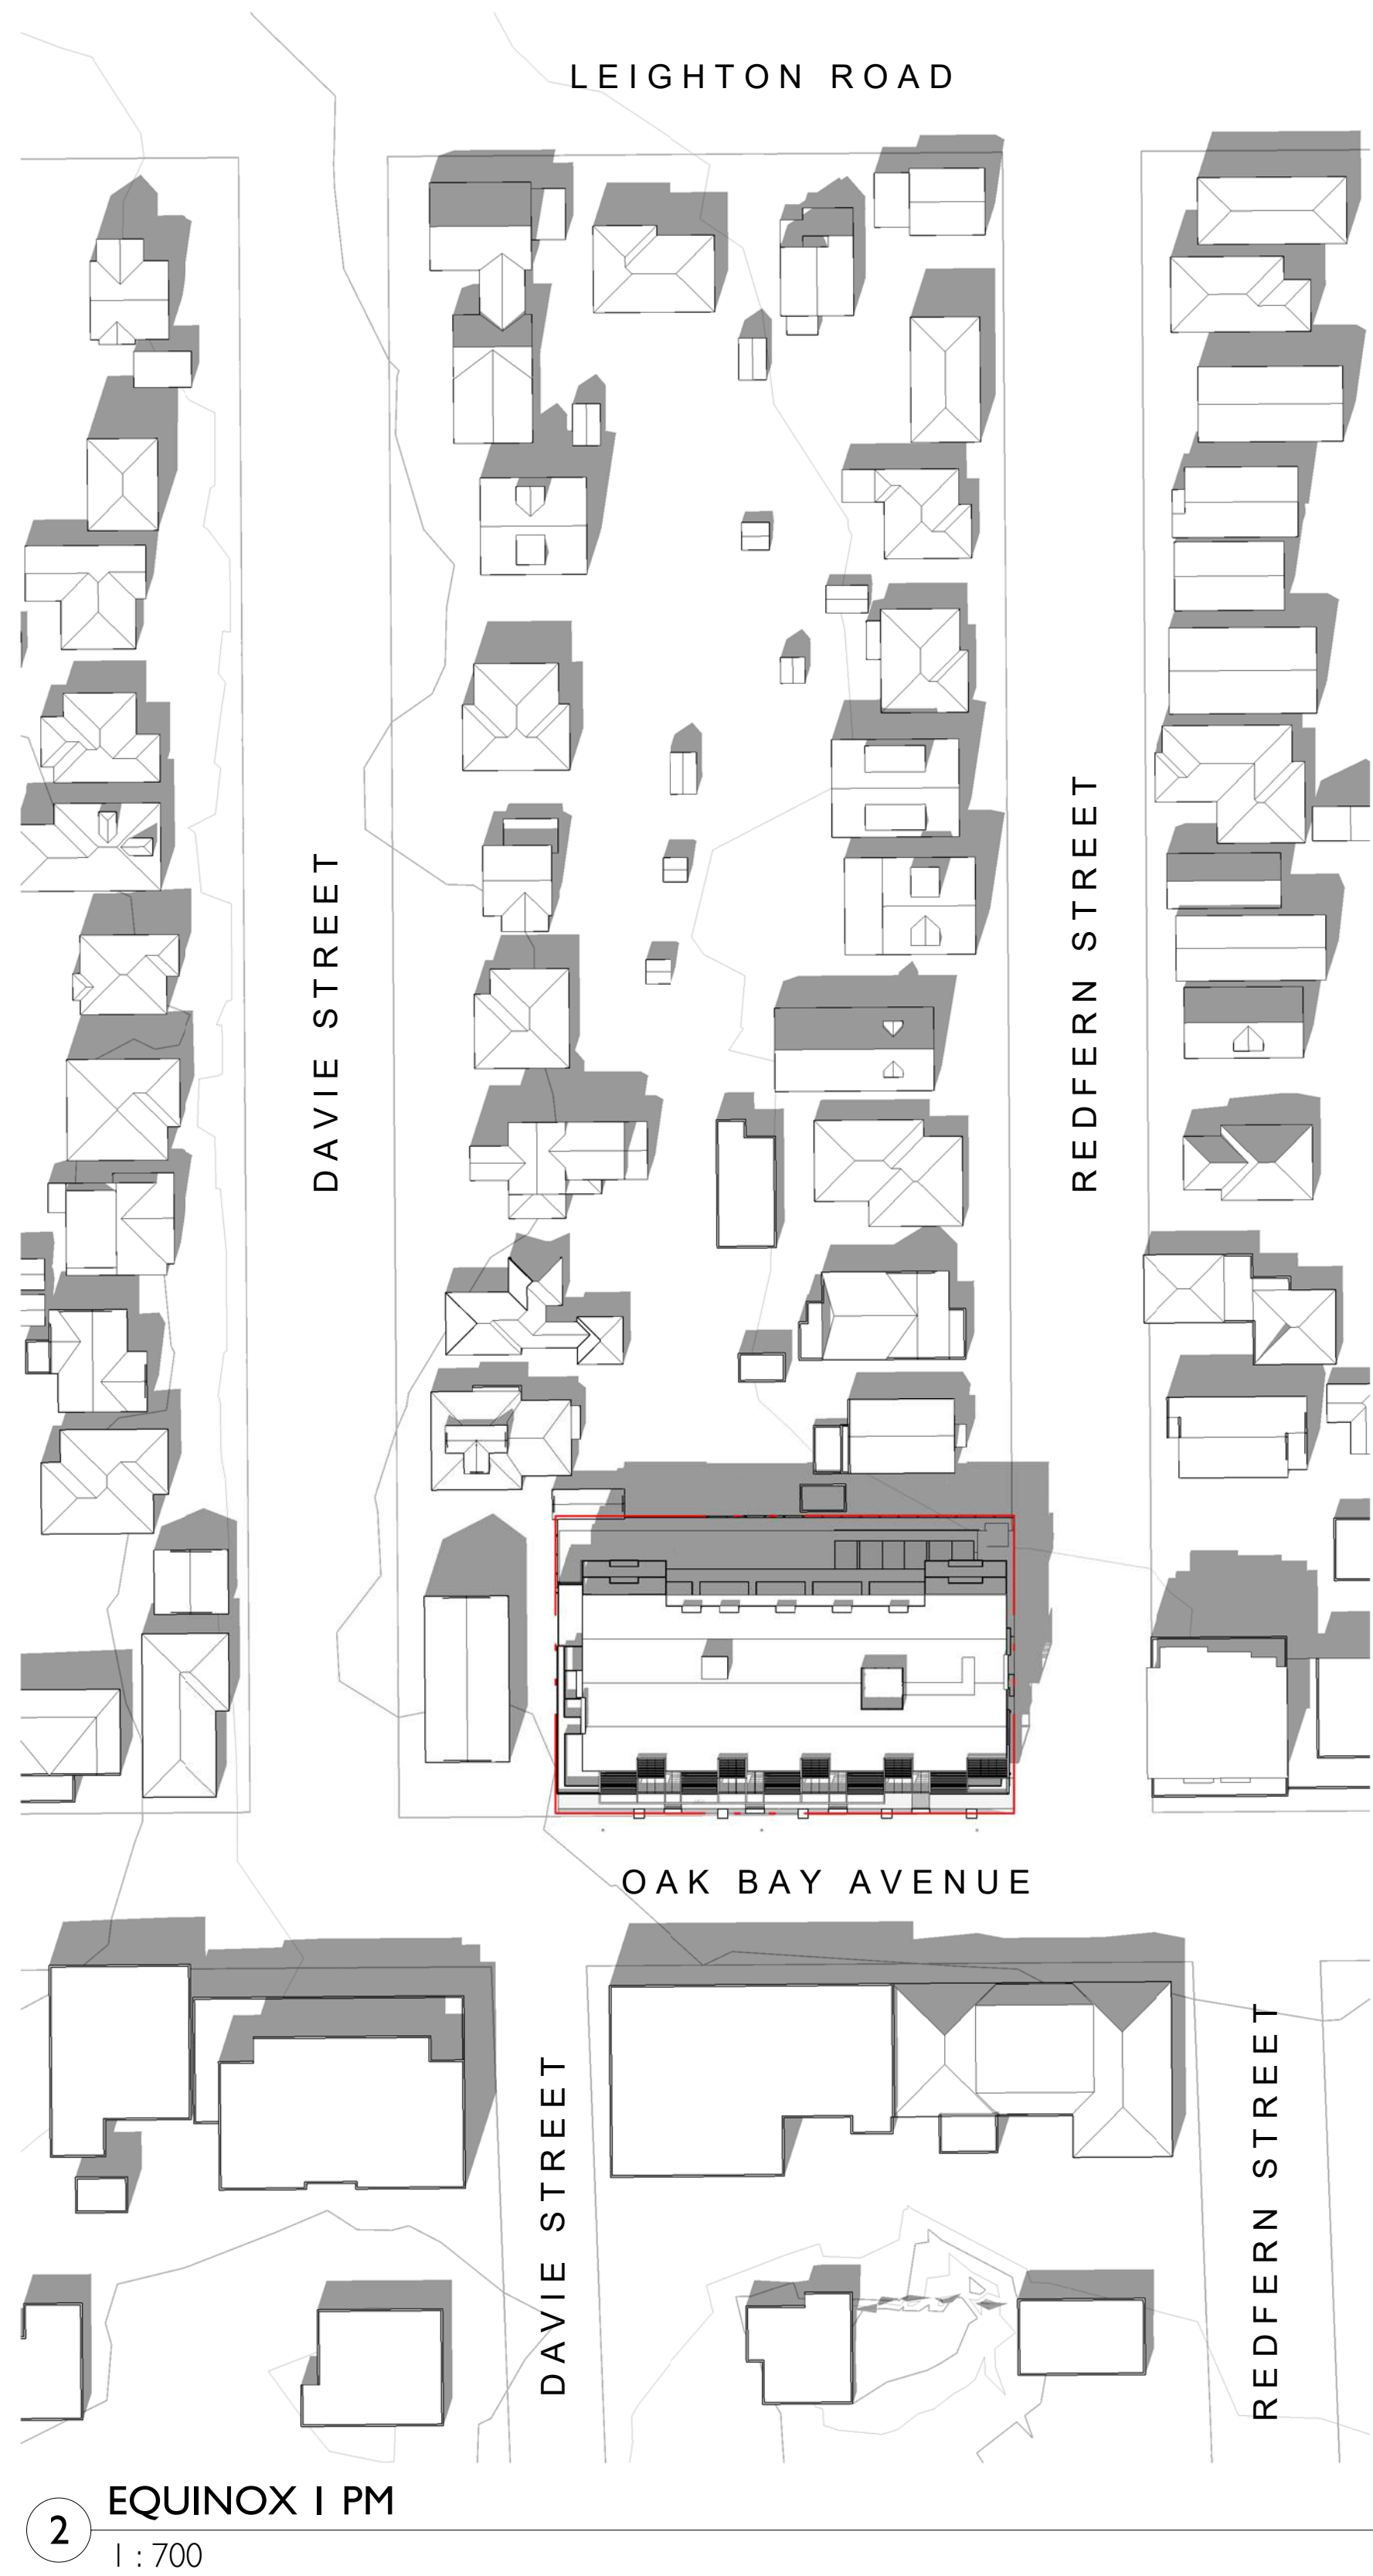 LEIGHTON ROAD
DAVIE STREET
REDFERN STREET
OAK BAY AVENUE
DAVIE STREET
REDFERN STREET
2
EQUINOX 1 PM
1 : 700